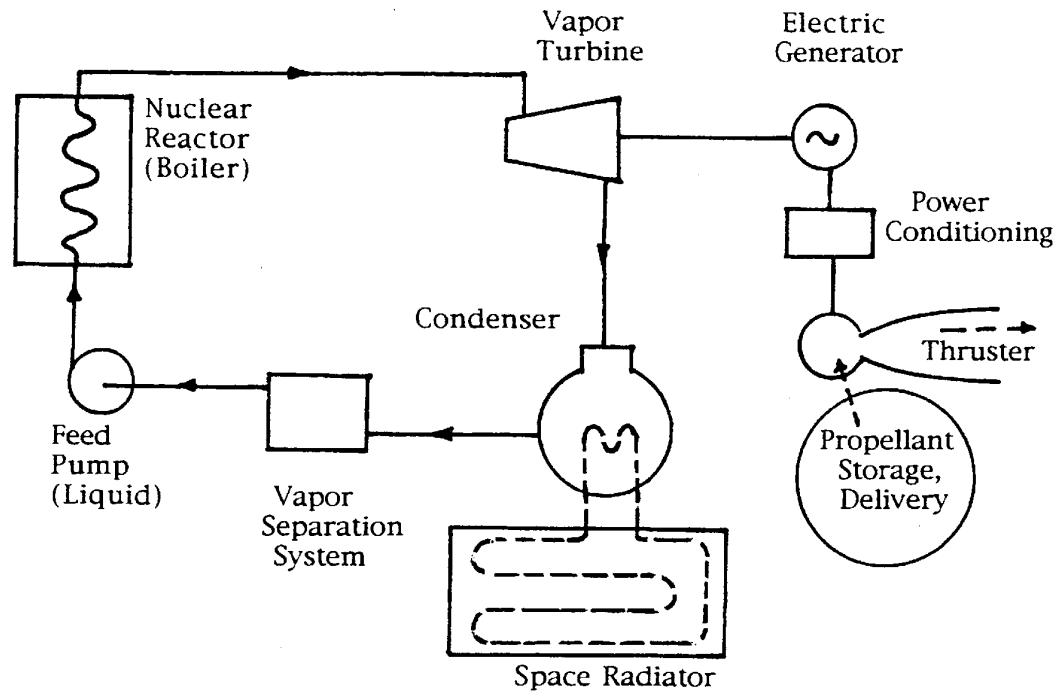 Vapor
Turbine
Electric
Generator
Nuclear
Reactor
(Boiler)
Power
Conditioning
Condenser
Thruster
Feed
Pump
(Liquid)
Vapor
Separation
System
Propellant
Storage,
Delivery
Space Radiator